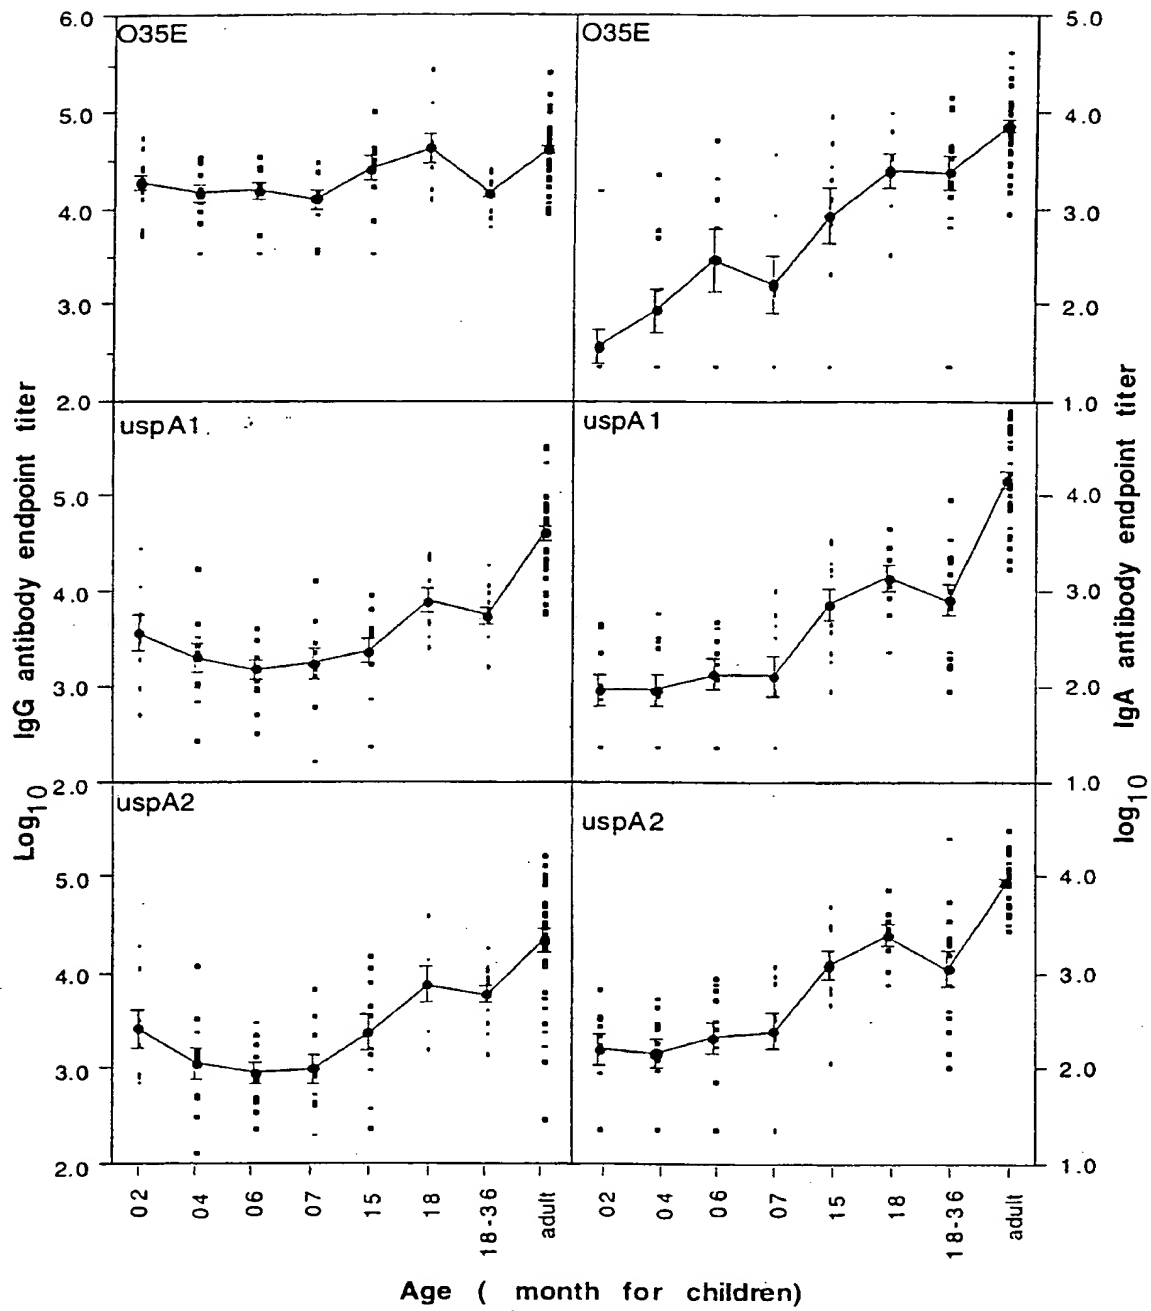 6.0
5.0
4.0
3.0
2.0
5.0
4.0
3.0
2.0
5.0
4.0
3.0
2.0
Log10 IgG antibody endpoint titer
O35E
O35E
uspA1
uspA1
uspA2
uspA2
5.0
4.0
3.0
2.0
1.0
4.0
3.0
2.0
1.0
4.0
3.0
2.0
1.0
log10 IgA antibody endpoint titer
02 04 06 07 15 18 18-36 adult
02 04 06 07 15 18 18-36 adult
Age ( month for children)